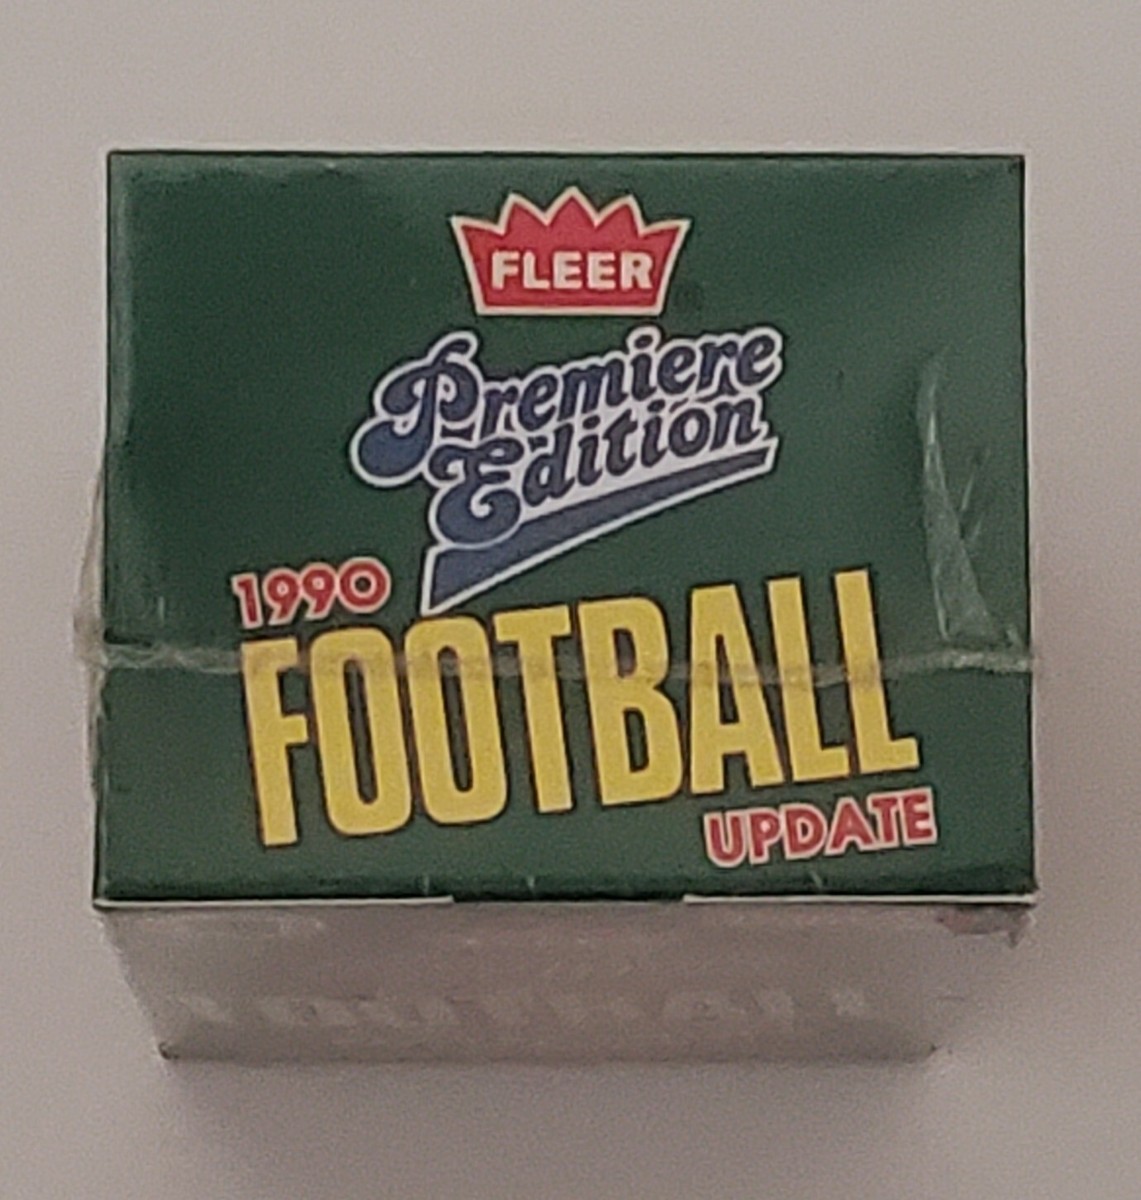 FLEER
Premiere
Edition
1990
FOOTBALL
UPDATE